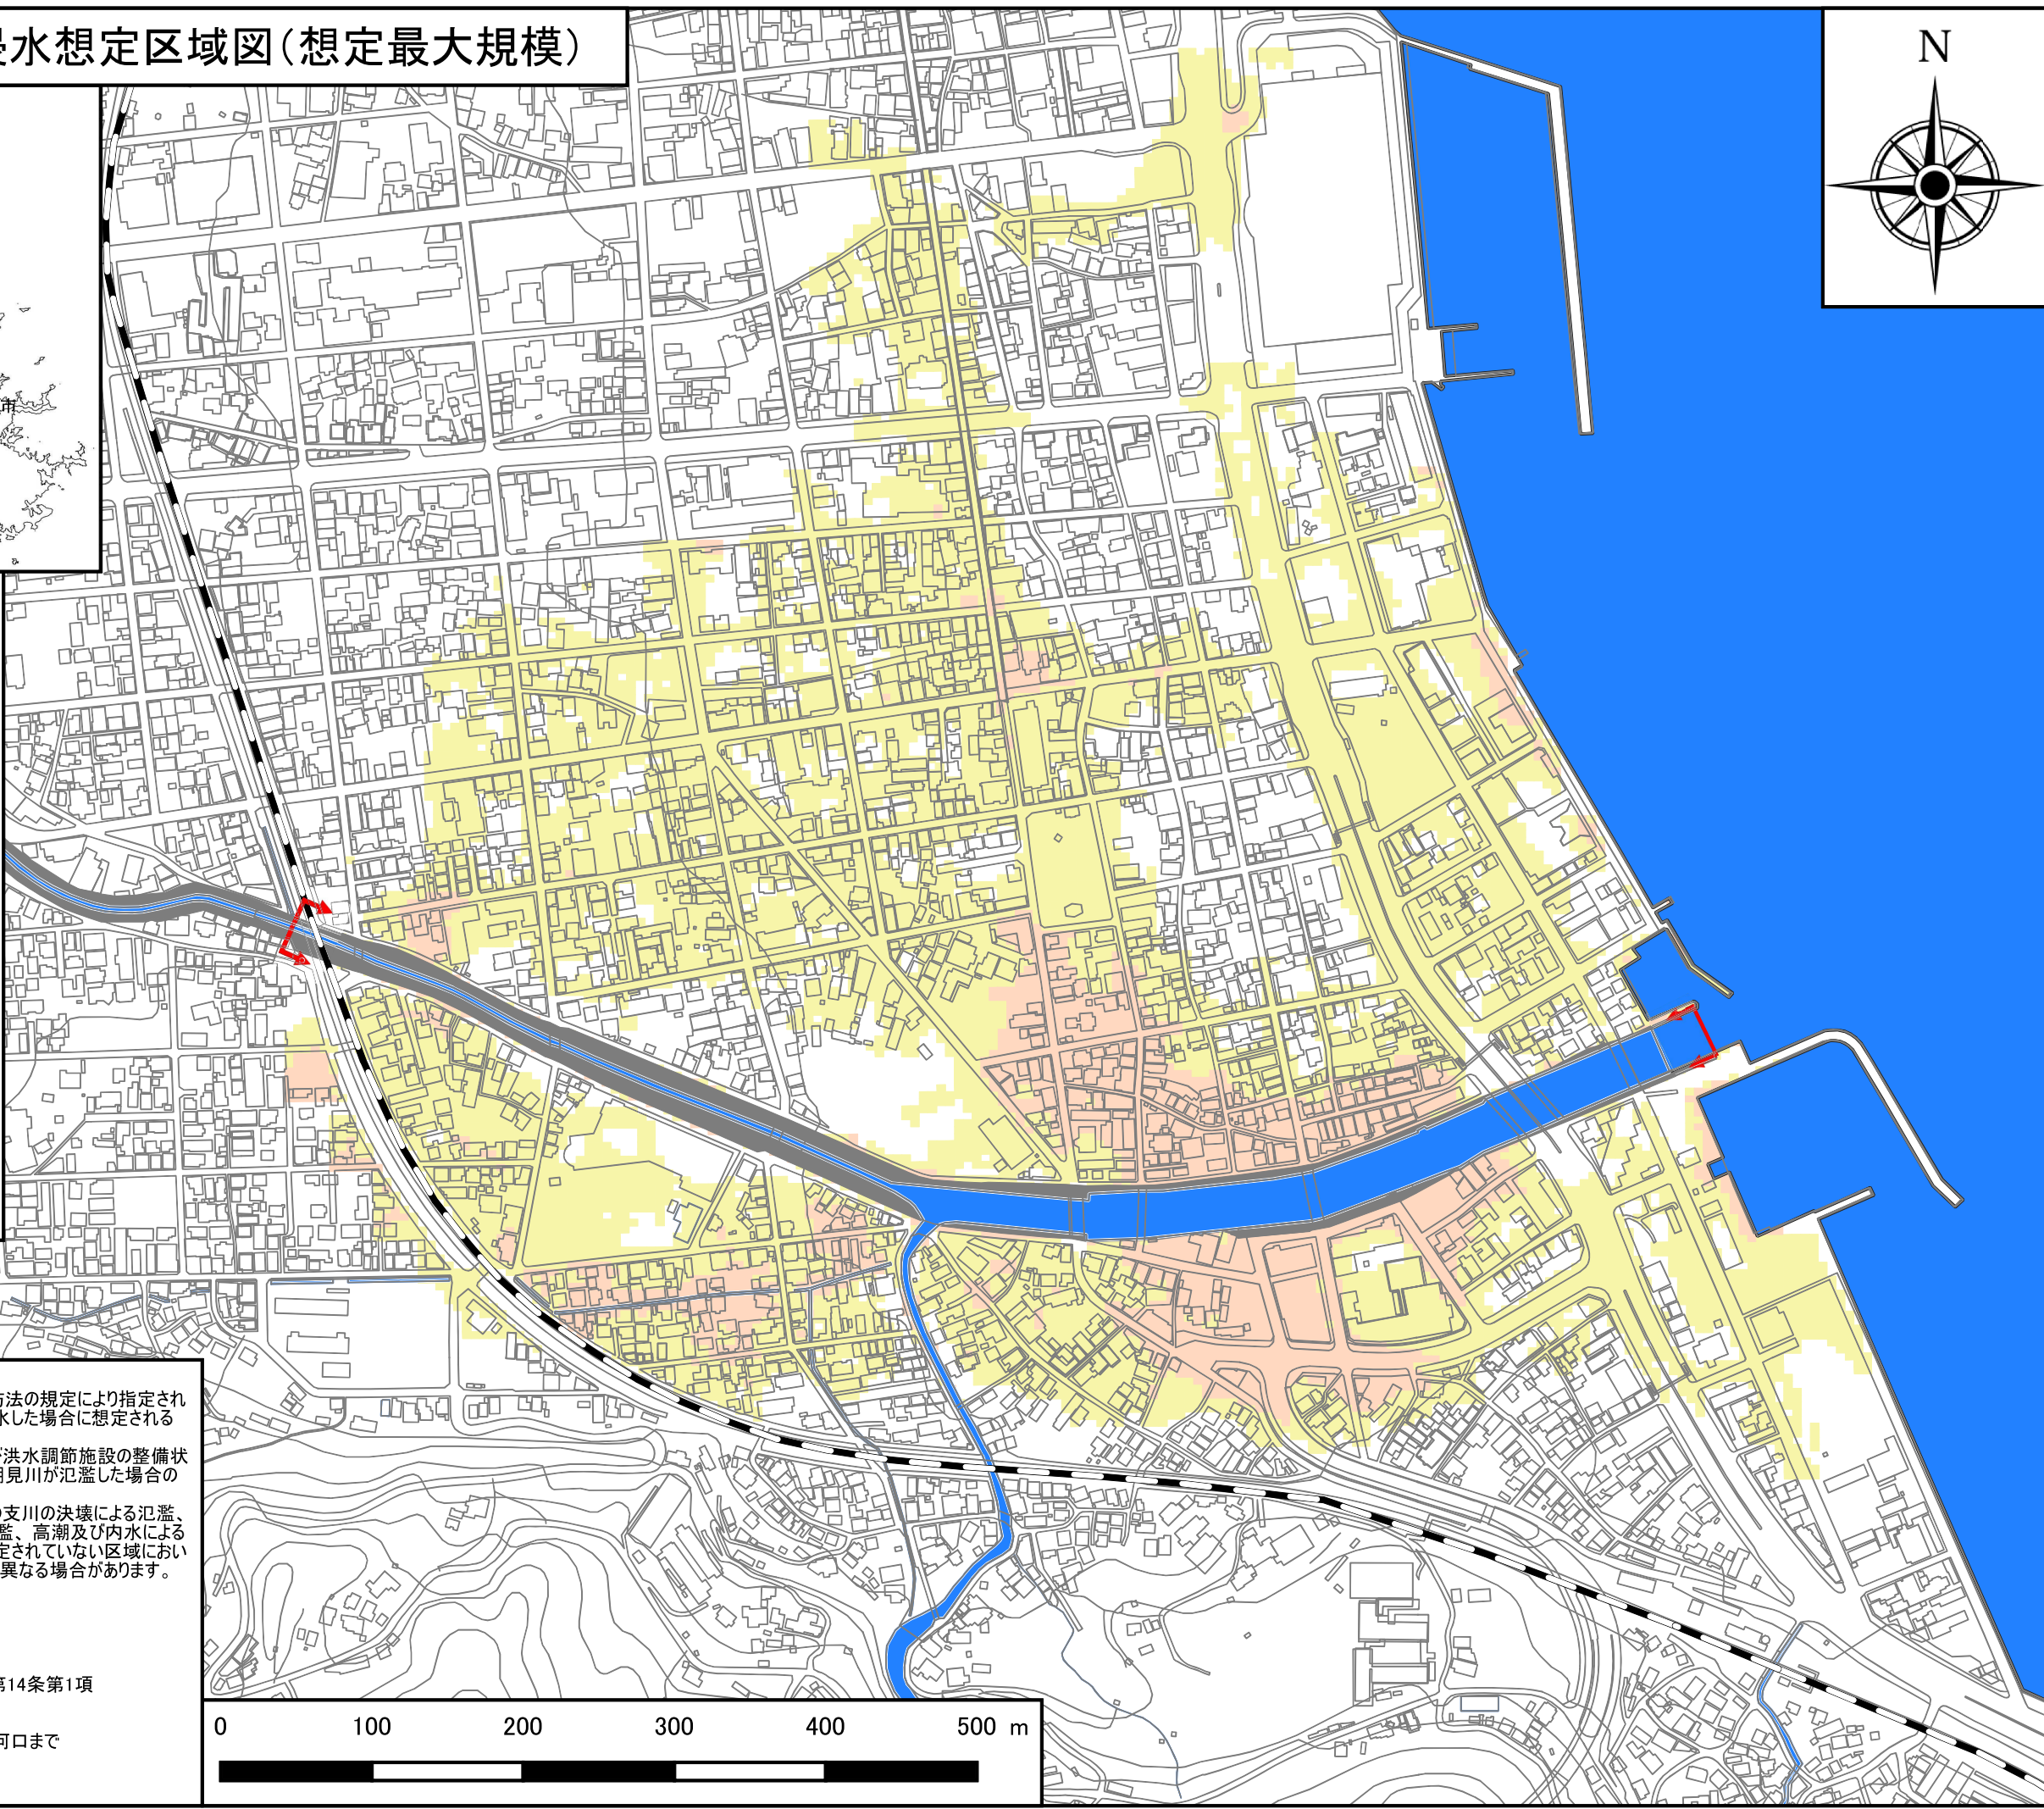 水想定区域図(想定最大規模)
N
市
方法の規定により指定され
水した場合に想定される
洪水調節施設の整備状
見川が氾濫した場合の
の支川の決壊による氾濫、
濫、高潮及び内水による
定されていない区域におい
異なる場合があります。
第14条第1項
河口まで
0 100 200 300 400 500 m